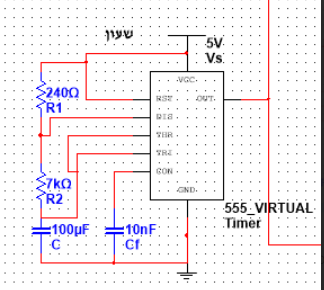 שעון
5V
Vs
VCC
240Ω
R1
RST
OUT
DIS
THR
7kΩ
R2
TRI
CON
GND
555_VIRTUAL
Timer
100µF
C
10nF
Cf